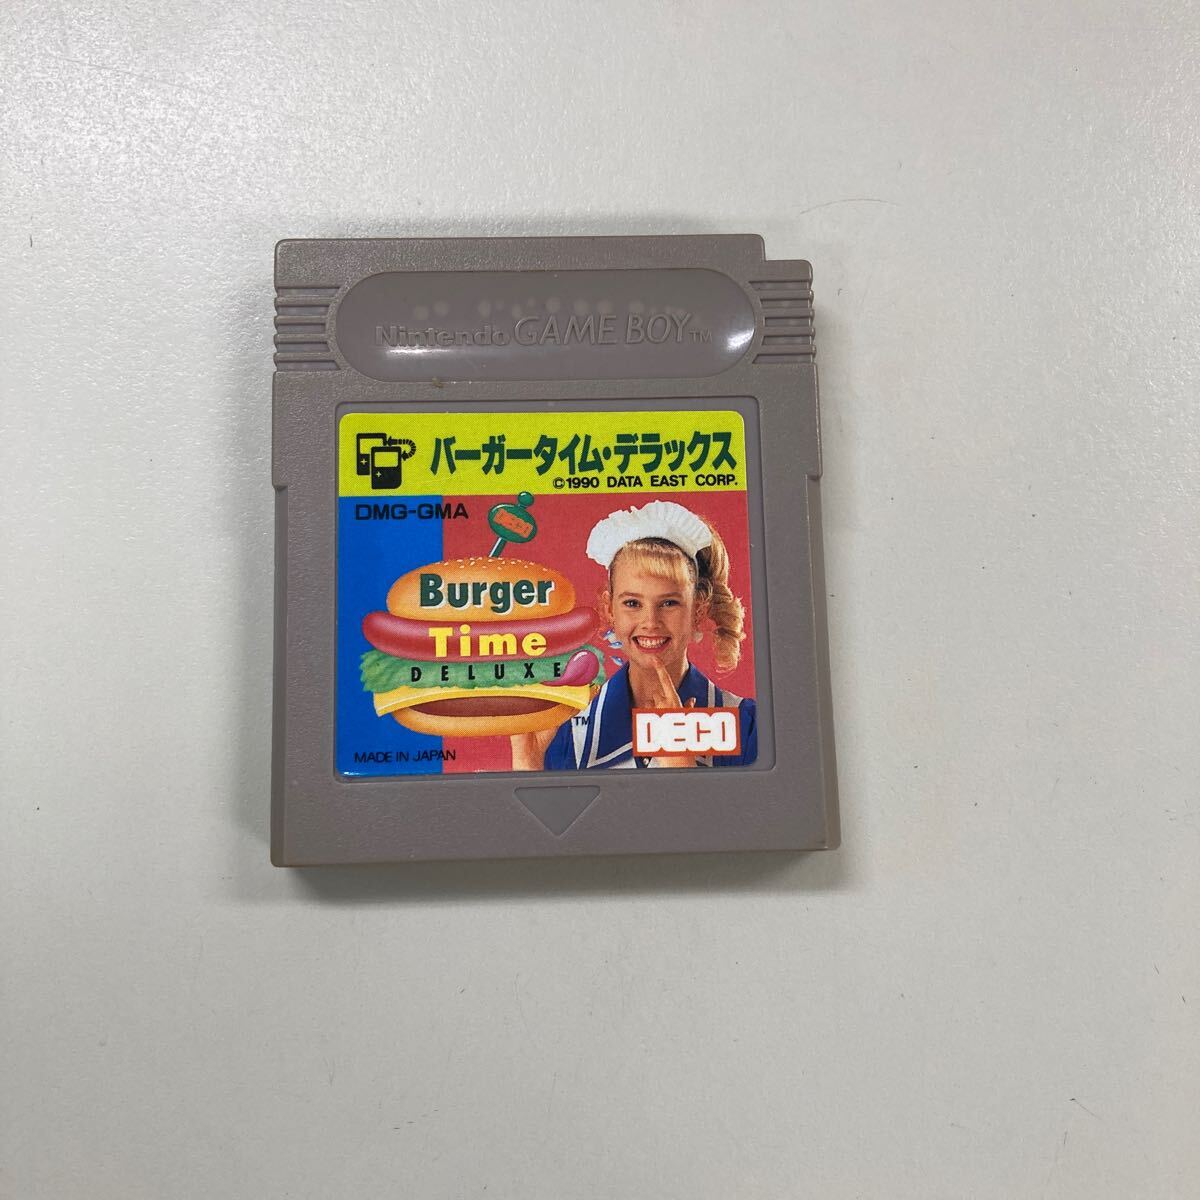 Nintendo GAME BOY™
バーガータイム・デラックス
©1990 DATA EAST CORP.
DMG-GMA
DECO
Burger
Time
DELUXE
™
DECO
MADE IN JAPAN